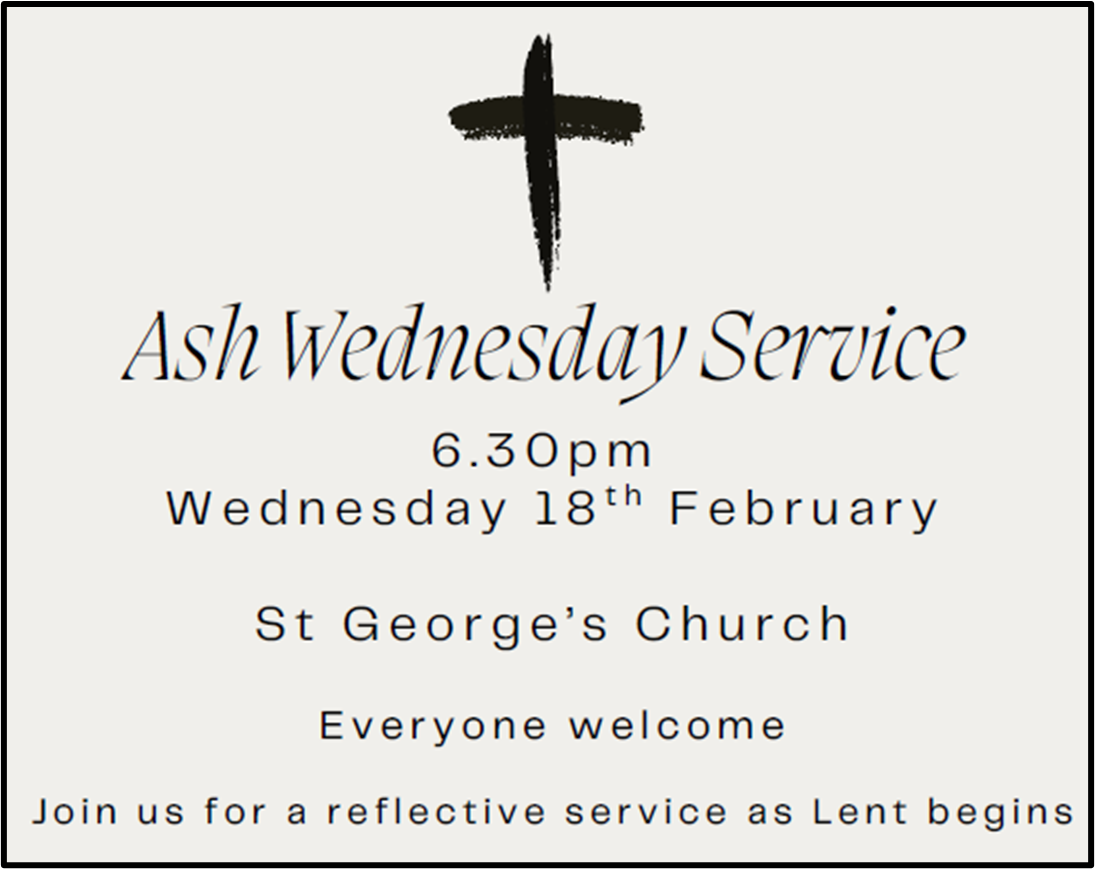 Ash Wednesday Service
6.30pm
Wednesday 18th February
St George’s Church
Everyone welcome
Join us for a reflective service as Lent begins